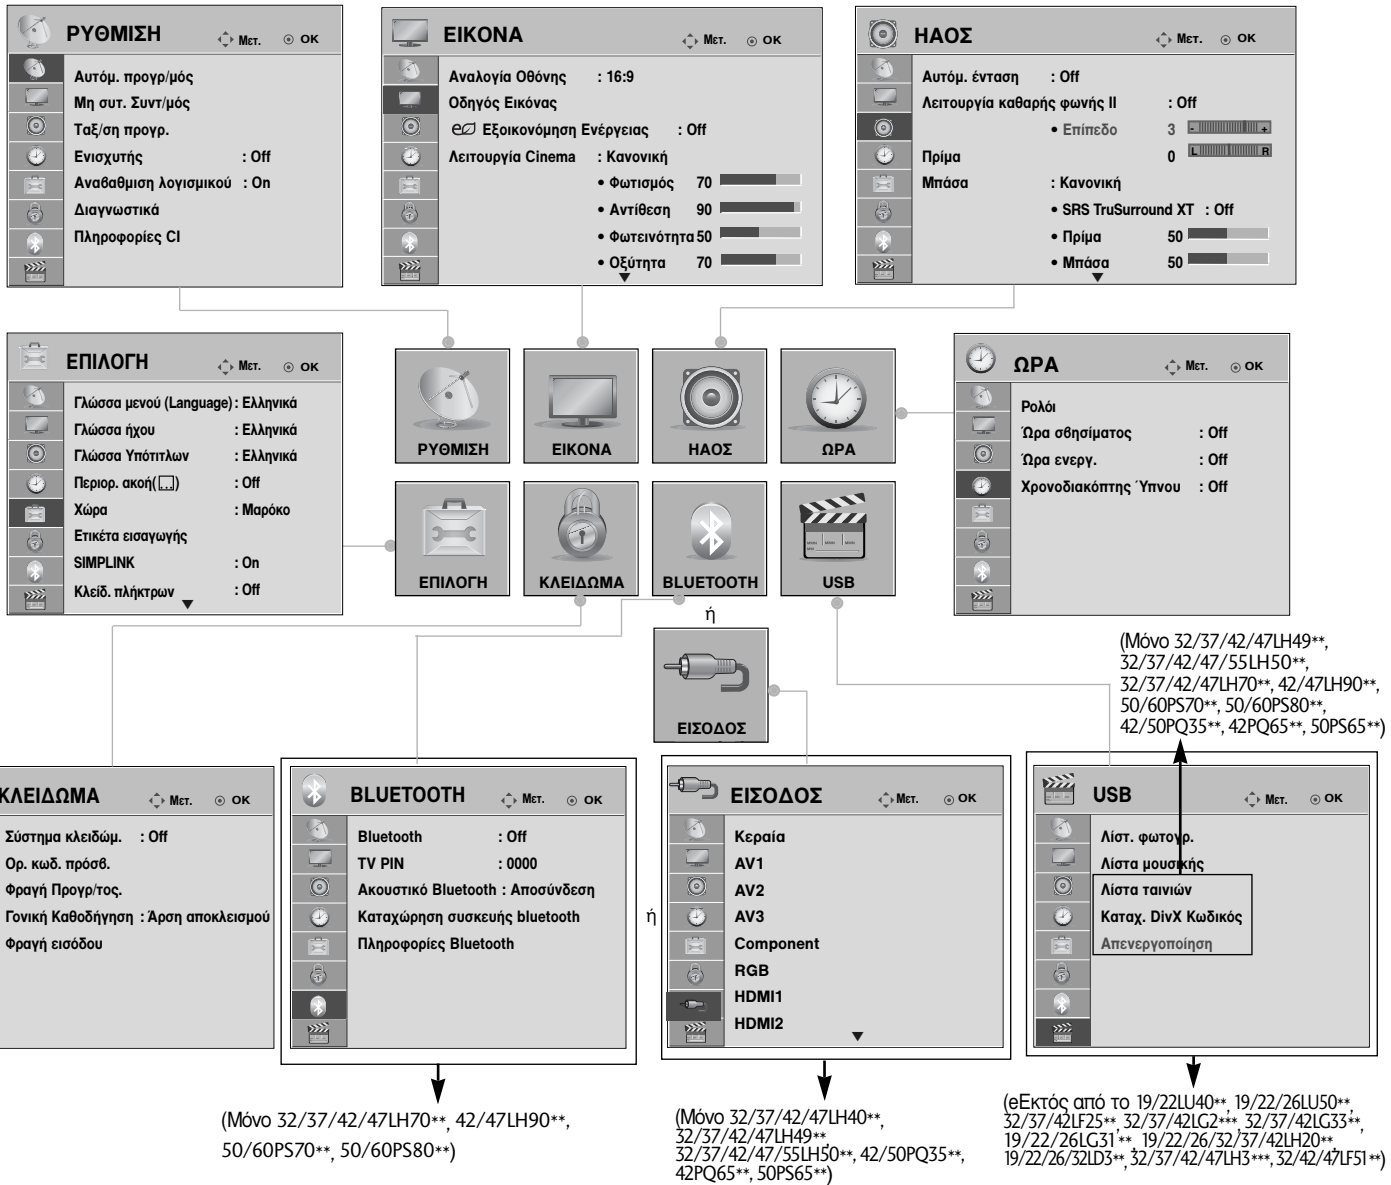 ΡΥΘΜΙΣΗ Μετ. OK
Αυτόμ. προγρ/μός
Μη συτ. Συντ/μός
Ταξ/ση προγρ.
Ενισχυτής : Off
Αναβαθμιση λογισμικού : On
Διαγνωστικά
Πληροφορίες CI
ΕΙΚΟΝΑ Μετ. OK
Αναλογία Οθόνης : 16:9
Οδηγός Εικόνας
Εξοικονόμηση Ενέργειας : Off
Λειτουργία Cinema : Κανονική
• Φωτισμός 70
• Αντίθεση 90
• Φωτεινότητα 50
• Οξύτητα 70
ΗΑΟΣ Μετ. OK
Αυτόμ. ένταση : Off
Λειτουργία καθαρής φωνής II : Off
• Επίπεδο 3 - +
Πρίμα 0 L R
Μπάσα : Κανονική
• SRS TruSurround XT : Off
• Πρίμα 50
• Μπάσα 50
ΕΠΙΛΟΓΗ Μετ. OK
Γλώσσα μενού (Language) : Ελληνικά
Γλώσσα ήχου : Ελληνικά
Γλώσσα Υπότιτλων : Ελληνικά
Περιορ. ακοή(...) : Off
Χώρα : Μαρόκο
Ετικέτα εισαγωγής
SIMPLINK : On
Κλείδ. πλήκτρων : Off
ΡΥΘΜΙΣΗ
ΕΙΚΟΝΑ
ΗΑΟΣ
ΩΡΑ
ΕΠΙΛΟΓΗ
ΚΛΕΙΔΩΜΑ
BLUETOOTH
USB
ή
ΕΙΣΟΔΟΣ
ΩΡΑ Μετ. OK
Ρολόι
Ώρα σβησίματος : Off
Ώρα ενεργ. : Off
Χρονοδιακόπτης Ύπνου : Off
(Μόνο 32/37/42/47LH49**,
32/37/42/47/55LH50**,
32/37/42/47LH70**, 42/47LH90**,
50/60PS70**, 50/60PS80**,
42/50PQ35**, 42PQ65**, 50PS65**)
ΚΛΕΙΔΩΜΑ Μετ. OK
Σύστημα κλειδώμ. : Off
Ορ. κωδ. πρόσβ.
Φραγή Προγρ/τος.
Γονική Καθοδήγηση : Άρση αποκλεισμού
Φραγή εισόδου
BLUETOOTH Μετ. OK
Bluetooth : Off
TV PIN : 0000
Ακουστικό Bluetooth : Αποσύνδεση
Καταχώρηση συσκευής bluetooth
Πληροφορίες Bluetooth
ή
ΕΙΣΟΔΟΣ Μετ. OK
Κεραία
AV1
AV2
AV3
Component
RGB
HDMI1
HDMI2
USB Μετ. OK
Λίστ. φωτογρ.
Λίστα μουσικής
Λίστα ταινιών
Καταχ. DivX Κωδικός
Απενεργοποίηση
(Μόνο 32/37/42/47LH70**, 42/47LH90**,
50/60PS70**, 50/60PS80**)
(Μόνο 32/37/42/47LH40**,
32/37/42/47LH49**,
32/37/42/47/55LH50**, 42/50PQ35**,
42PQ65**, 50PS65**)
(eΕκτός από το 19/22LU40**, 19/22/26LU50**,
32/37/42LF25**, 32/37/42LG2***, 32/37/42LG33**,
19/22/26LG31**, 19/22/26/32/37/42LH20**,
19/22/26/32LD3**, 32/37/42/47LH3***, 32/42/47LF51**)